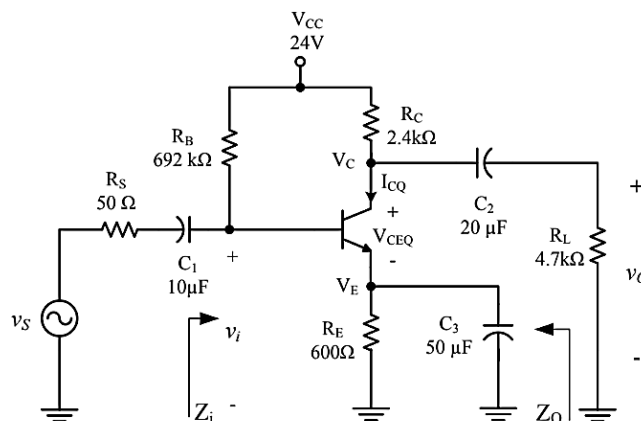 VCC
24V
RB
692 kΩ
RC
2.4kΩ
VC
ICQ
RS
50 Ω
+
VCEQ
-
C2
20 μF
+
RL
4.7kΩ
vO
-
+
C1
10μF
vS
vi
-
Zi
VE
RE
600Ω
C3
50 μF
ZO